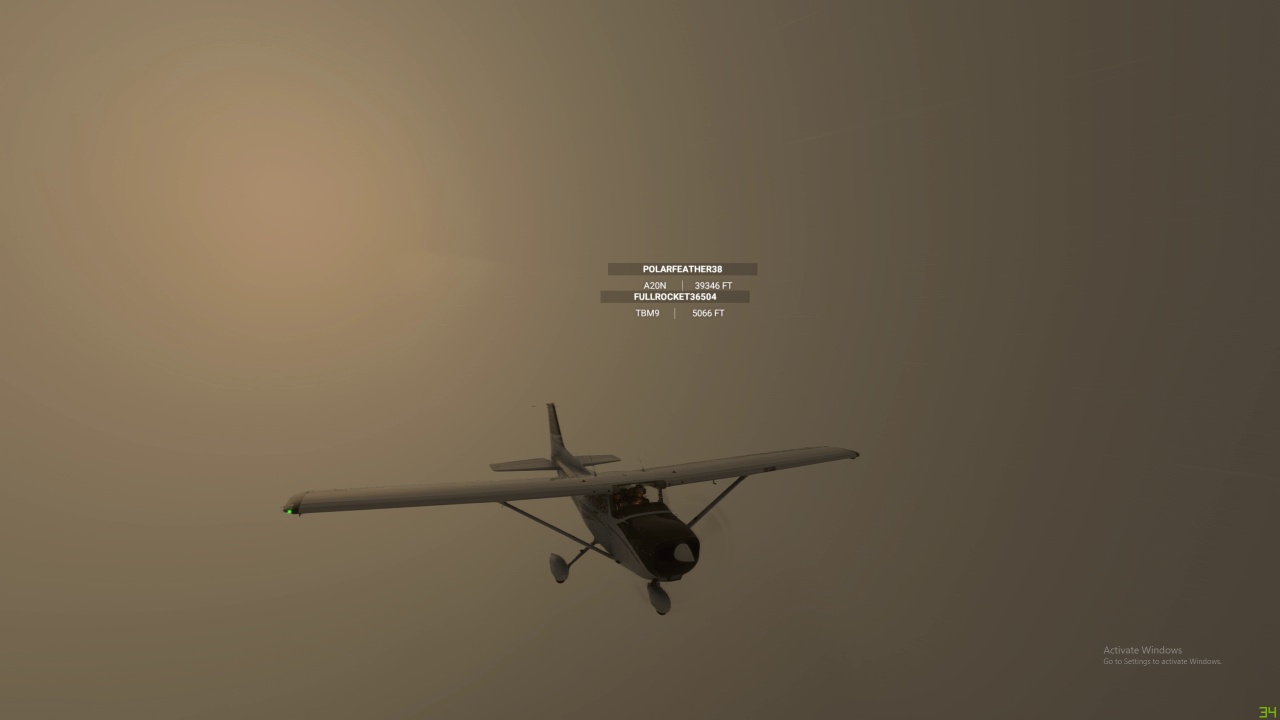 POLARFEATHER38
A20N | 39346 FT
FULLROCKET36504
TBM9 | 5066 FT
Activate Windows
Go to Settings to activate Windows.
34